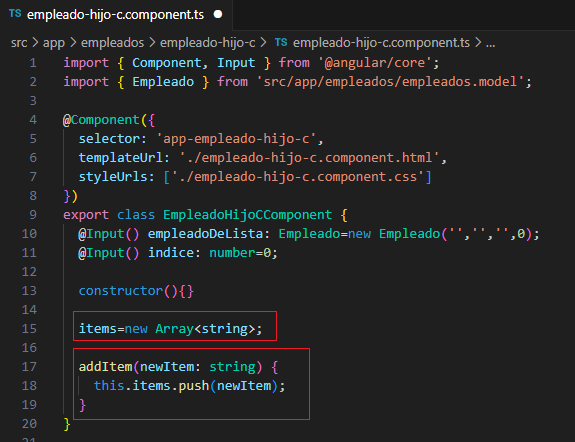 TS empleado-hijo-c.component.ts ●
src > app > empleados > empleado-hijo-c > TS empleado-hijo-c.component.ts > ...
1 import { Component, Input } from '@angular/core';
2 import { Empleado } from 'src/app/empleados/empleados.model';
3
4 @Component({
5 selector: 'app-empleado-hijo-c',
6 templateUrl: './empleado-hijo-c.component.html',
7 styleUrls: ['./empleado-hijo-c.component.css']
8 })
9 export class EmpleadoHijoCComponent {
10 @Input() empleadoDeLista: Empleado=new Empleado('','','',0);
11 @Input() indice: number=0;
12
13 constructor(){}
14
15 items=new Array<string>;
16
17 addItem(newItem: string) {
18 this.items.push(newItem);
19 }
20 }
21